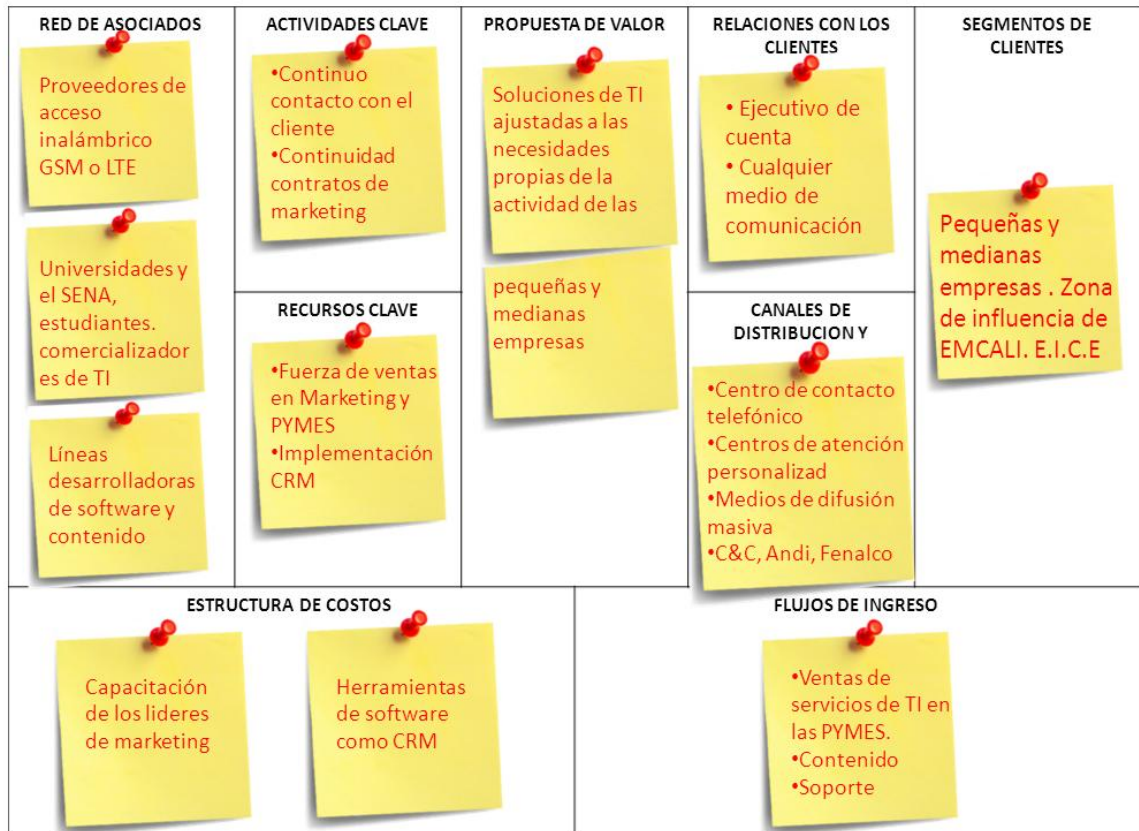 RED DE ASOCIADOS
Proveedores de
acceso
inalámbrico
GSM o LTE
Universidades y
el SENA,
estudiantes.
comercializador
es de TI
Líneas
desarrolladoras
de software y
contenido
ACTIVIDADES CLAVE
•Continuo
contacto con el
cliente
•Continuidad
contratos de
marketing
RECURSOS CLAVE
•Fuerza de ventas
en Marketing y
PYMES
•Implementación
CRM
PROPUESTA DE VALOR
Soluciones de TI
ajustadas a las
necesidades
propias de la
actividad de las
pequeñas y
medianas
empresas
RELACIONES CON LOS
CLIENTES
• Ejecutivo de
cuenta
• Cualquier
medio de
comunicación
CANALES DE
DISTRIBUCION Y
•Centro de contacto
telefónico
•Centros de atención
personalizad
•Medios de difusión
masiva
•C&C, Andi, Fenalco
SEGMENTOS DE
CLIENTES
Pequeñas y
medianas
empresas . Zona
de influencia de
EMCALI. E.I.C.E
ESTRUCTURA DE COSTOS
Capacitación
de los lideres
de marketing
Herramientas
de software
como CRM
FLUJOS DE INGRESO
•Ventas de
servicios de TI en
las PYMES.
•Contenido
•Soporte